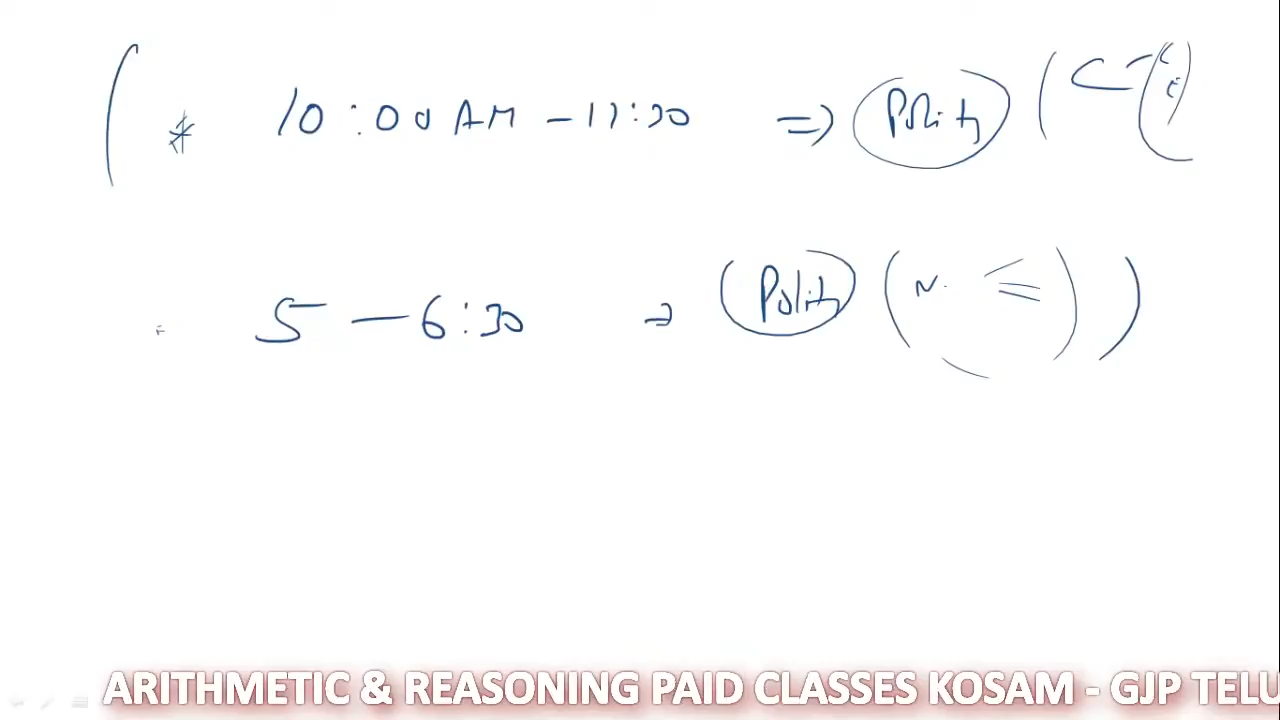 * 10:00 AM - 11:30 => Polity
5 - 6:30 => (Polity) (N.
ARITHMETIC & REASONING PAID CLASSES KOSAM - GJP TELU